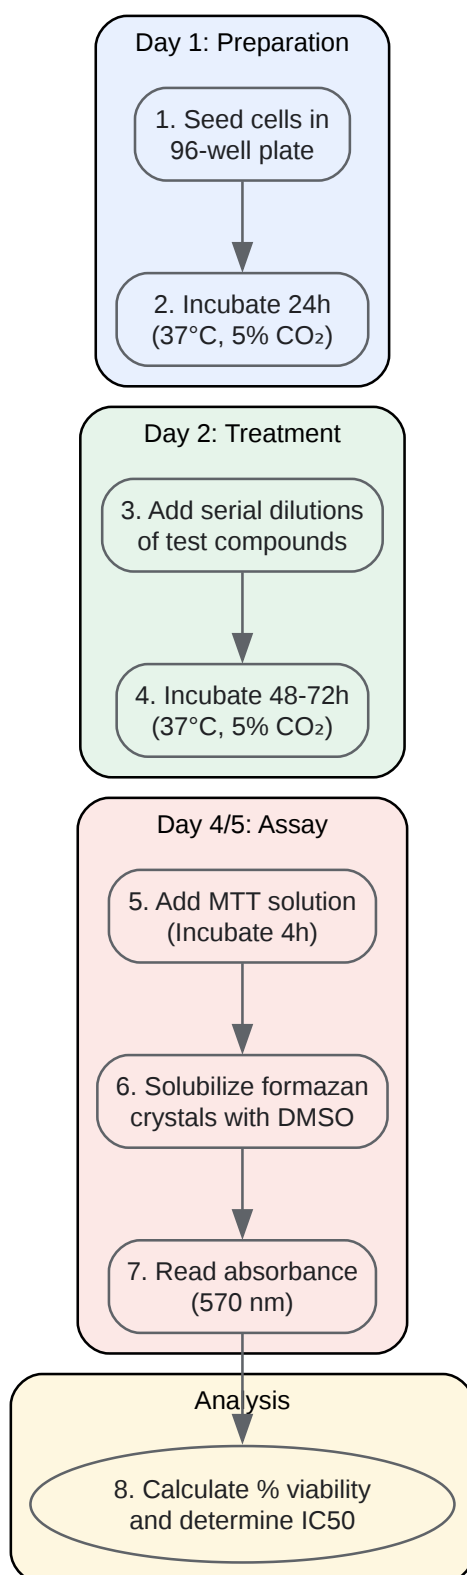 Day 1: Preparation
1. Seed cells in
96-well plate
2. Incubate 24h
(37°C, 5% CO₂)
Day 2: Treatment
3. Add serial dilutions
of test compounds
4. Incubate 48-72h
(37°C, 5% CO₂)
Day 4/5: Assay
5. Add MTT solution
(Incubate 4h)
6. Solubilize formazan
crystals with DMSO
7. Read absorbance
(570 nm)
Analysis
8. Calculate % viability
and determine IC50